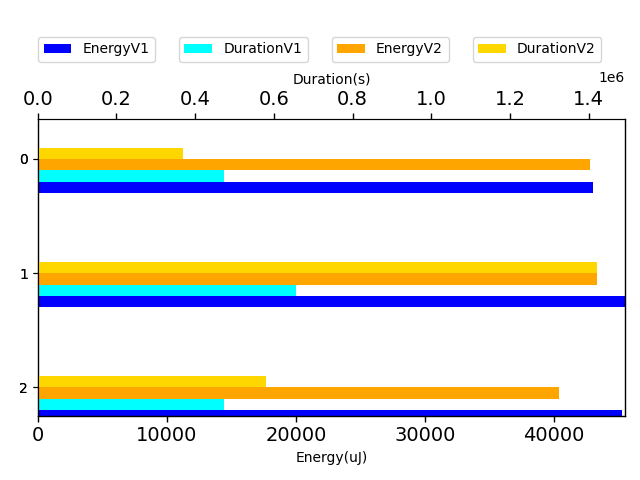 EnergyV1 DurationV1 EnergyV2 DurationV2
Duration(s)
1e6
0.0 0.2 0.4 0.6 0.8 1.0 1.2 1.4
0
1
2
0 10000 20000 30000 40000
Energy(uJ)